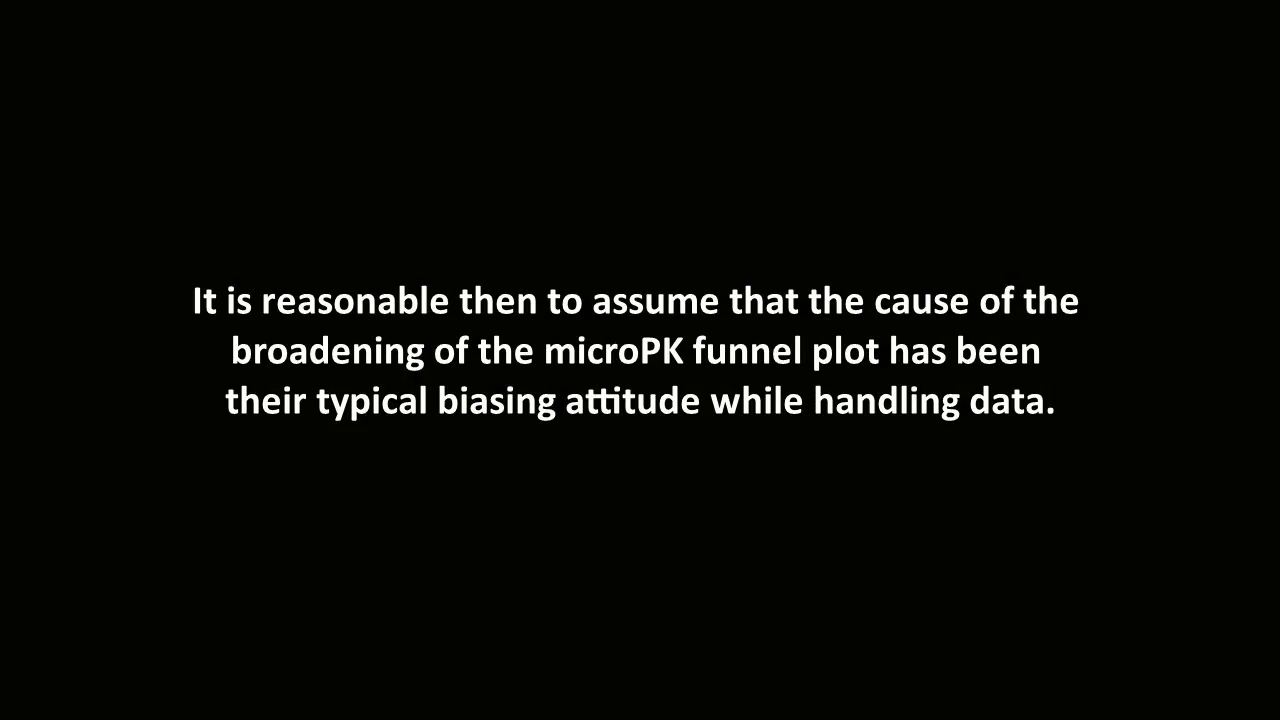 It is reasonable then to assume that the cause of the
broadening of the microPK funnel plot has been
their typical biasing attitude while handling data.